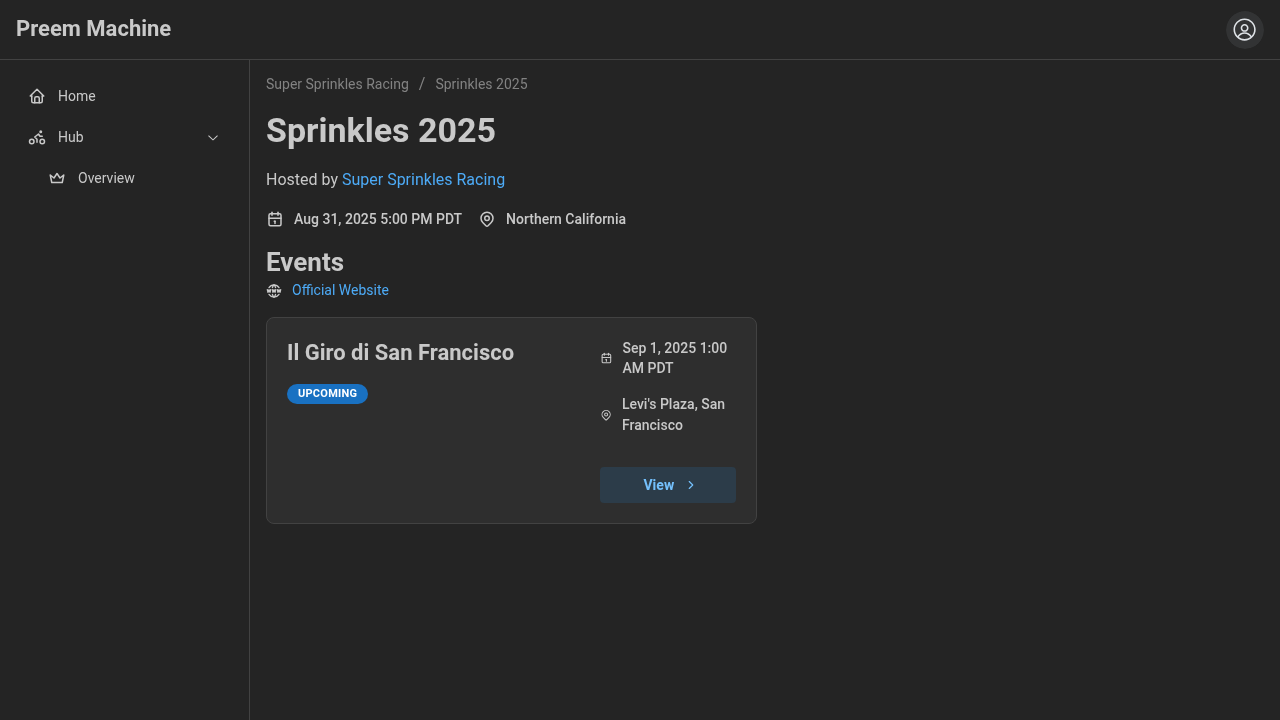 Preem Machine
Home
Hub
Overview
Super Sprinkles Racing / Sprinkles 2025
Sprinkles 2025
Hosted by Super Sprinkles Racing
Aug 31, 2025 5:00 PM PDT
Northern California
Events
Official Website
Il Giro di San Francisco
UPCOMING
Sep 1, 2025 1:00
AM PDT
Levi's Plaza, San
Francisco
View